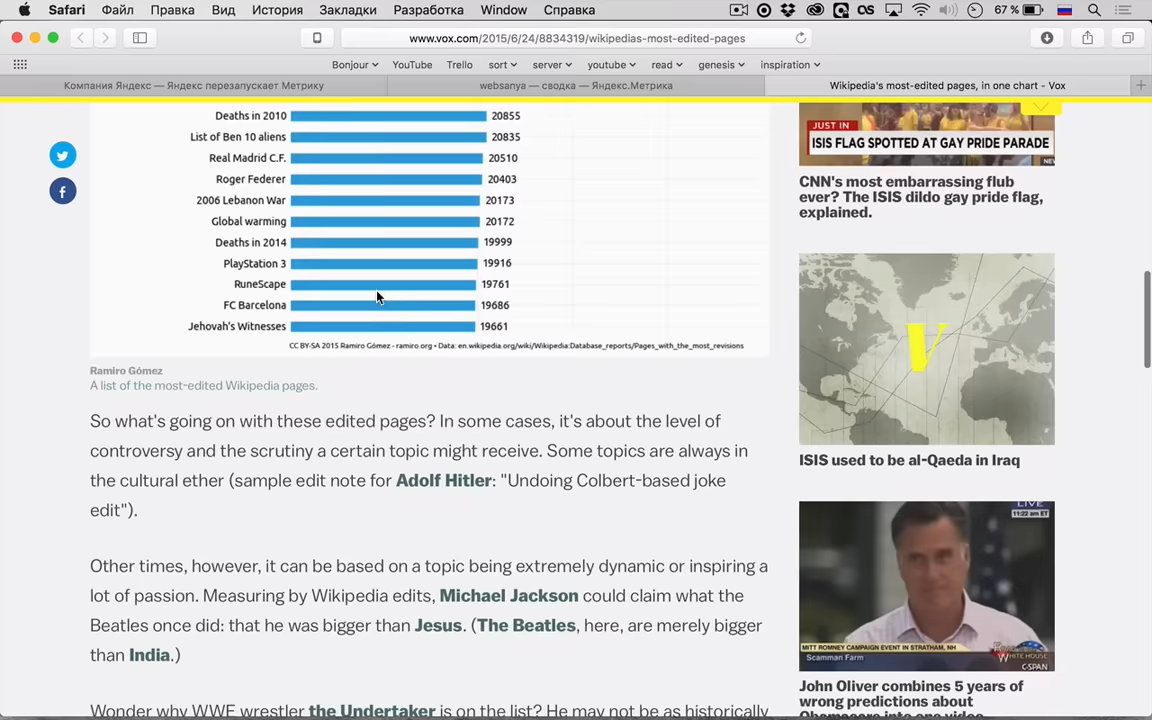 Safari Файл Правка Вид История Закладки Разработка Window Справка 67 %
www.vox.com/2015/6/24/8834319/wikipedias-most-edited-pages
Bonjour YouTube Trello sort server youtube read genesis inspiration
Компания Яндекс — Яндекс перезапускает Метрику websanya — сводка — Яндекс.Метрика Wikipedia's most-edited pages, in one chart - Vox
Deaths in 2010 20855
List of Ben 10 aliens 20835
Real Madrid C.F. 20510
Roger Federer 20403
2006 Lebanon War 20173
Global warming 20172
Deaths in 2014 19999
PlayStation 3 19916
RuneScape 19761
FC Barcelona 19686
Jehovah's Witnesses 19661
CC BY-SA 2015 Ramiro Gómez - ramiro.org • Data: en.wikipedia.org/wiki/Wikipedia:Database_reports/Pages_with_the_most_revisions
Ramiro Gómez
A list of the most-edited Wikipedia pages.
So what's going on with these edited pages? In some cases, it's about the level of
controversy and the scrutiny a certain topic might receive. Some topics are always in
the cultural ether (sample edit note for Adolf Hitler: "Undoing Colbert-based joke
edit").
Other times, however, it can be based on a topic being extremely dynamic or inspiring a
lot of passion. Measuring by Wikipedia edits, Michael Jackson could claim what the
Beatles once did: that he was bigger than Jesus. (The Beatles, here, are merely bigger
than India.)
Wonder why WWE wrestler the Undertaker is on the list? He may not be as historically
JUST IN
ISIS FLAG SPOTTED AT GAY PRIDE PARADE
CNN's most embarrassing flub
ever? The ISIS dildo gay pride flag,
explained.
V
ISIS used to be al-Qaeda in Iraq
LIVE
11:22 am ET
MITT ROMNEY CAMPAIGN EVENT IN STRATHAM, NH
Scamman Farm
WHITE HOUSE
C-SPAN
John Oliver combines 5 years of
wrong predictions about
Obamacare into one video